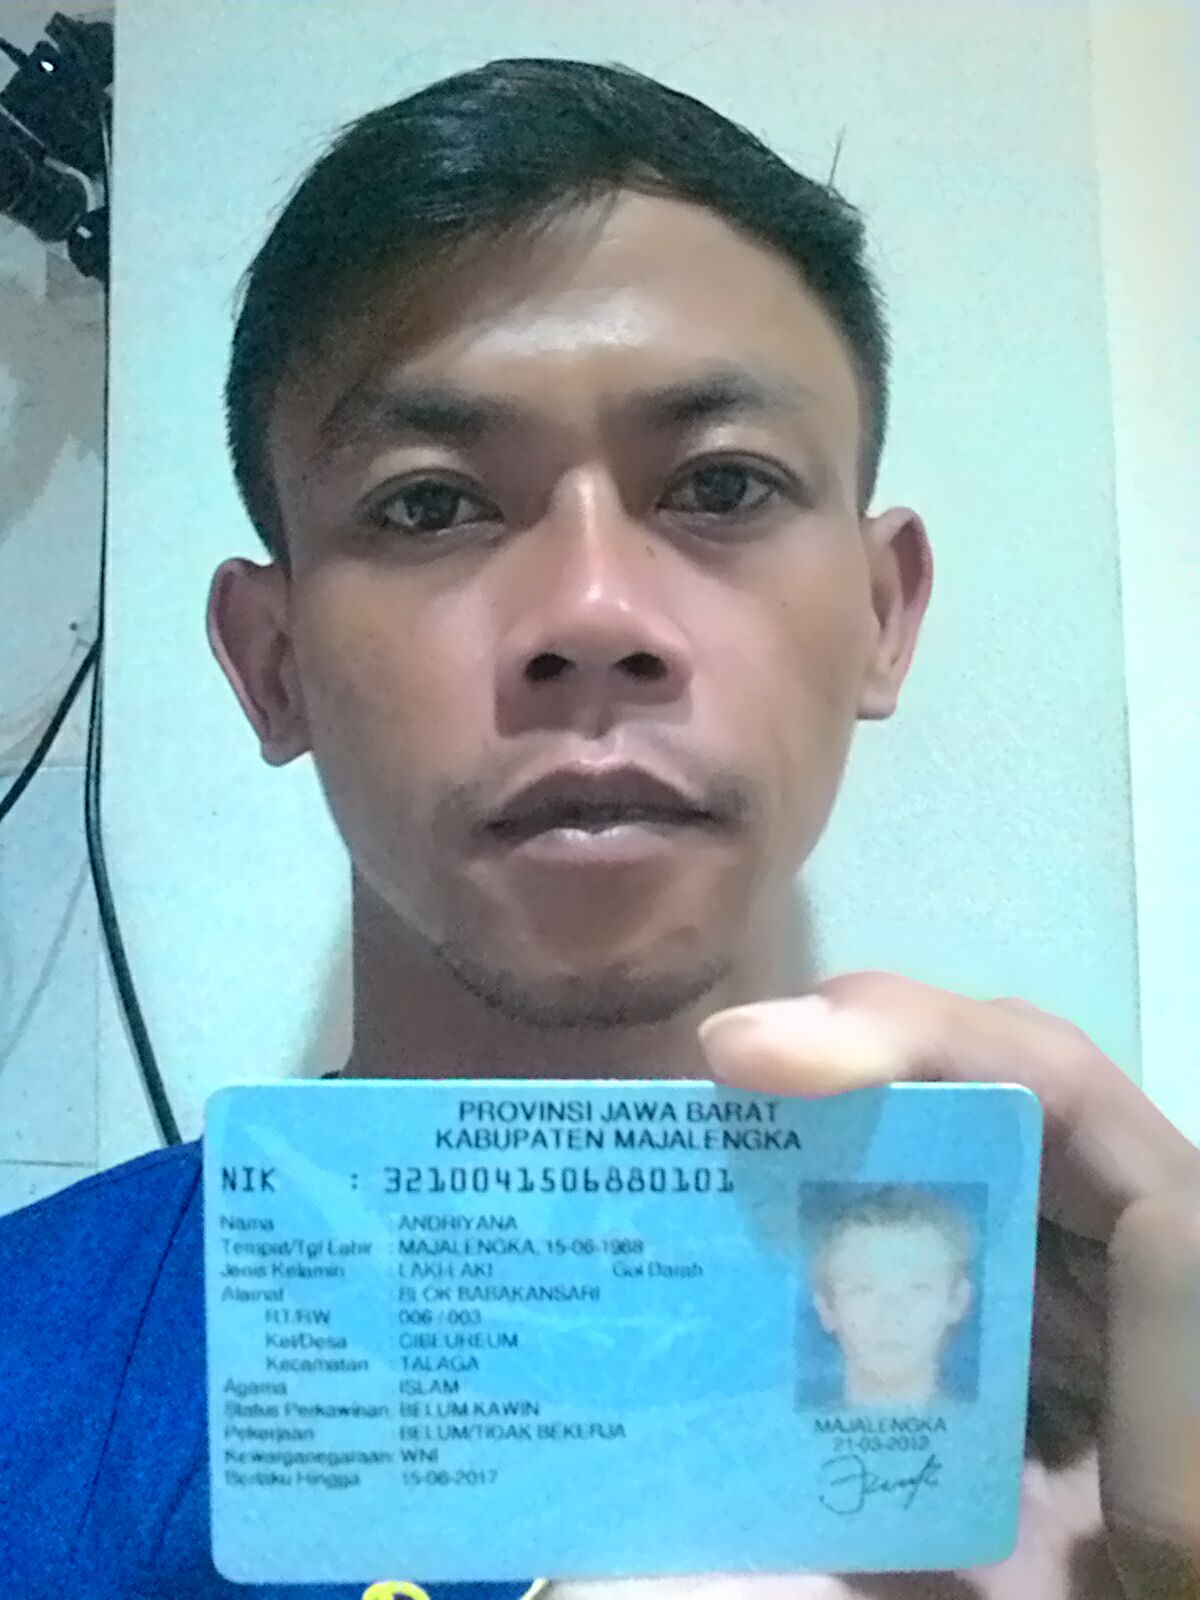 PROVINSI JAWA BARAT
KABUPATEN MAJALENGKA
NIK : 3210041506880101
Nama : ANDRIYANA
Tempat/Tgl Lahir : MAJALENGKA, 15-06-1988
Jenis Kelamin : LAKI-LAKI Gol Darah
Alamat : BLOK BABAKANSARI
RT/RW : 006 / 003
Kel/Desa : CIBEUREUM
Kecamatan : TALAGA
Agama : ISLAM
Status Perkawinan: BELUM KAWIN
Pekerjaan : BELUM/TIDAK BEKERJA
Kewarganegaraan: WNI
Berlaku Hingga : 15-06-2017
MAJALENGKA
21-03-2012